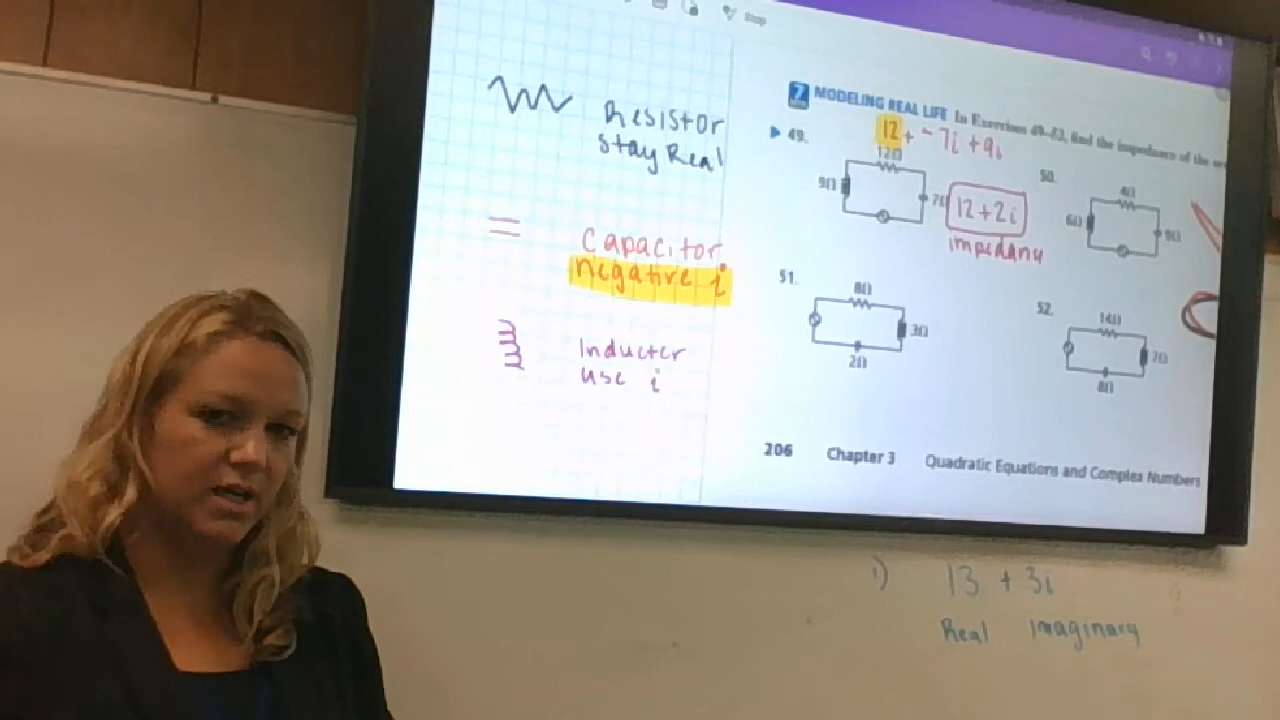 Stop
Resistor
stay Real
Capacitor
negative i
Inducter
use i
7 MODELING REAL LIFE In Exercises 49–52, find the impedance of the
49.
12 + -7i + 9i
12Ω
9Ω
7Ω
12 + 2i
impedance
50.
4Ω
6Ω
9Ω
51.
8Ω
3Ω
2Ω
52.
14Ω
7Ω
8Ω
206 Chapter 3 Quadratic Equations and Complex Numbers
1) 13 + 3i
Real Imaginary